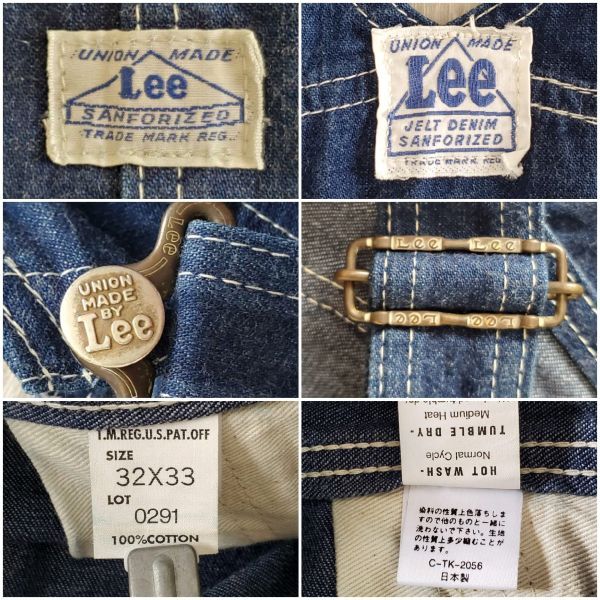 UNION MADE
Lee
SANFORIZED
TRADE MARK REG.
UNION MADE
Lee
JELT DENIM
SANFORIZED
TRADE MARK REG
Lee
UNION
MADE
BY
Lee
Lee Lee
Lee Lee
T.M.REG.U.S.PAT.OFF
SIZE
32X33
LOT
0291
100%COTTON
HOT WASH-
Normal Cycle
TUMBLE DRY-
Medium Heat
染料の性質上色落ちしま
すので他のものと一緒に
洗わないで下さい。生地
の性質上多少縮むことが
あります。
C-TK-2056
日本製